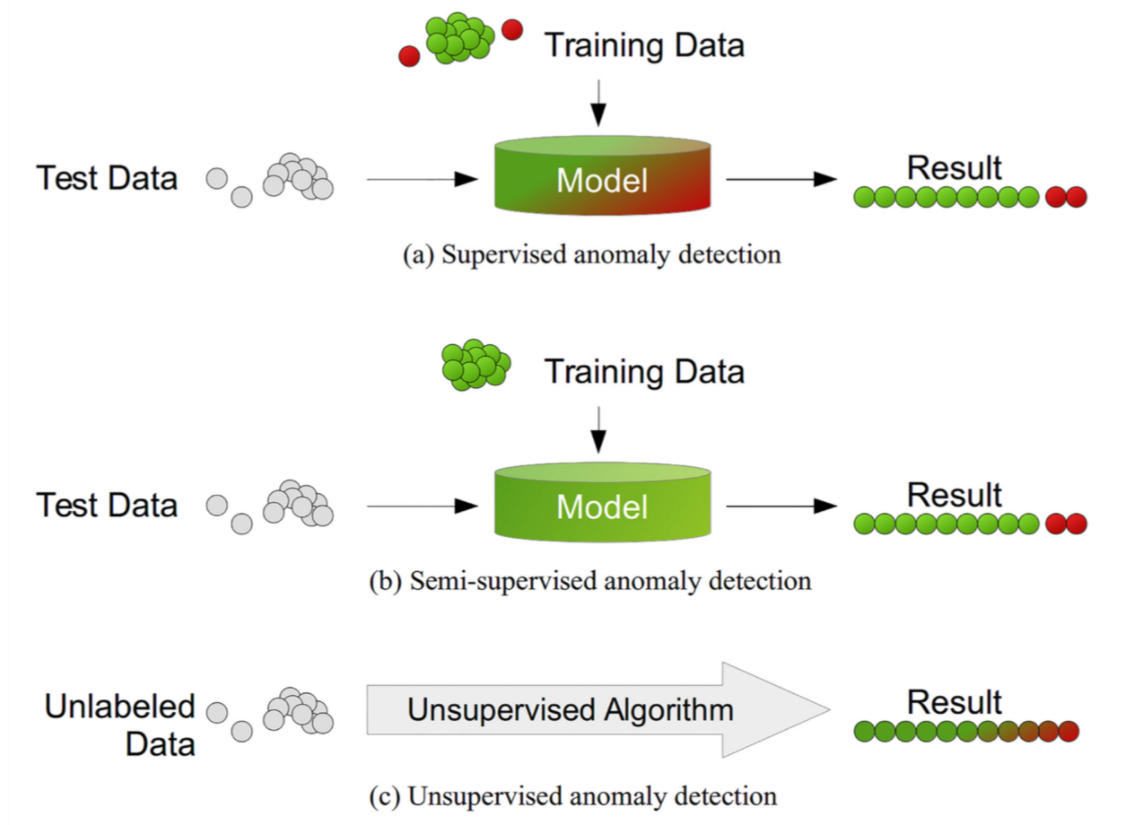 Training Data
Test Data
Model
Result
(a) Supervised anomaly detection
Training Data
Test Data
Model
Result
(b) Semi-supervised anomaly detection
Unlabeled
Data
Unsupervised Algorithm
Result
(c) Unsupervised anomaly detection